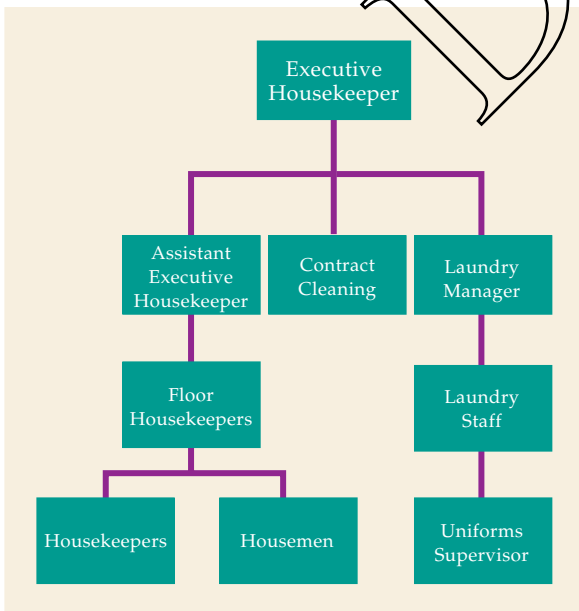 Executive
Housekeeper
Assistant
Executive
Housekeeper
Contract
Cleaning
Laundry
Manager
Floor
Housekeepers
Laundry
Staff
Housekeepers
Housemen
Uniforms
Supervisor